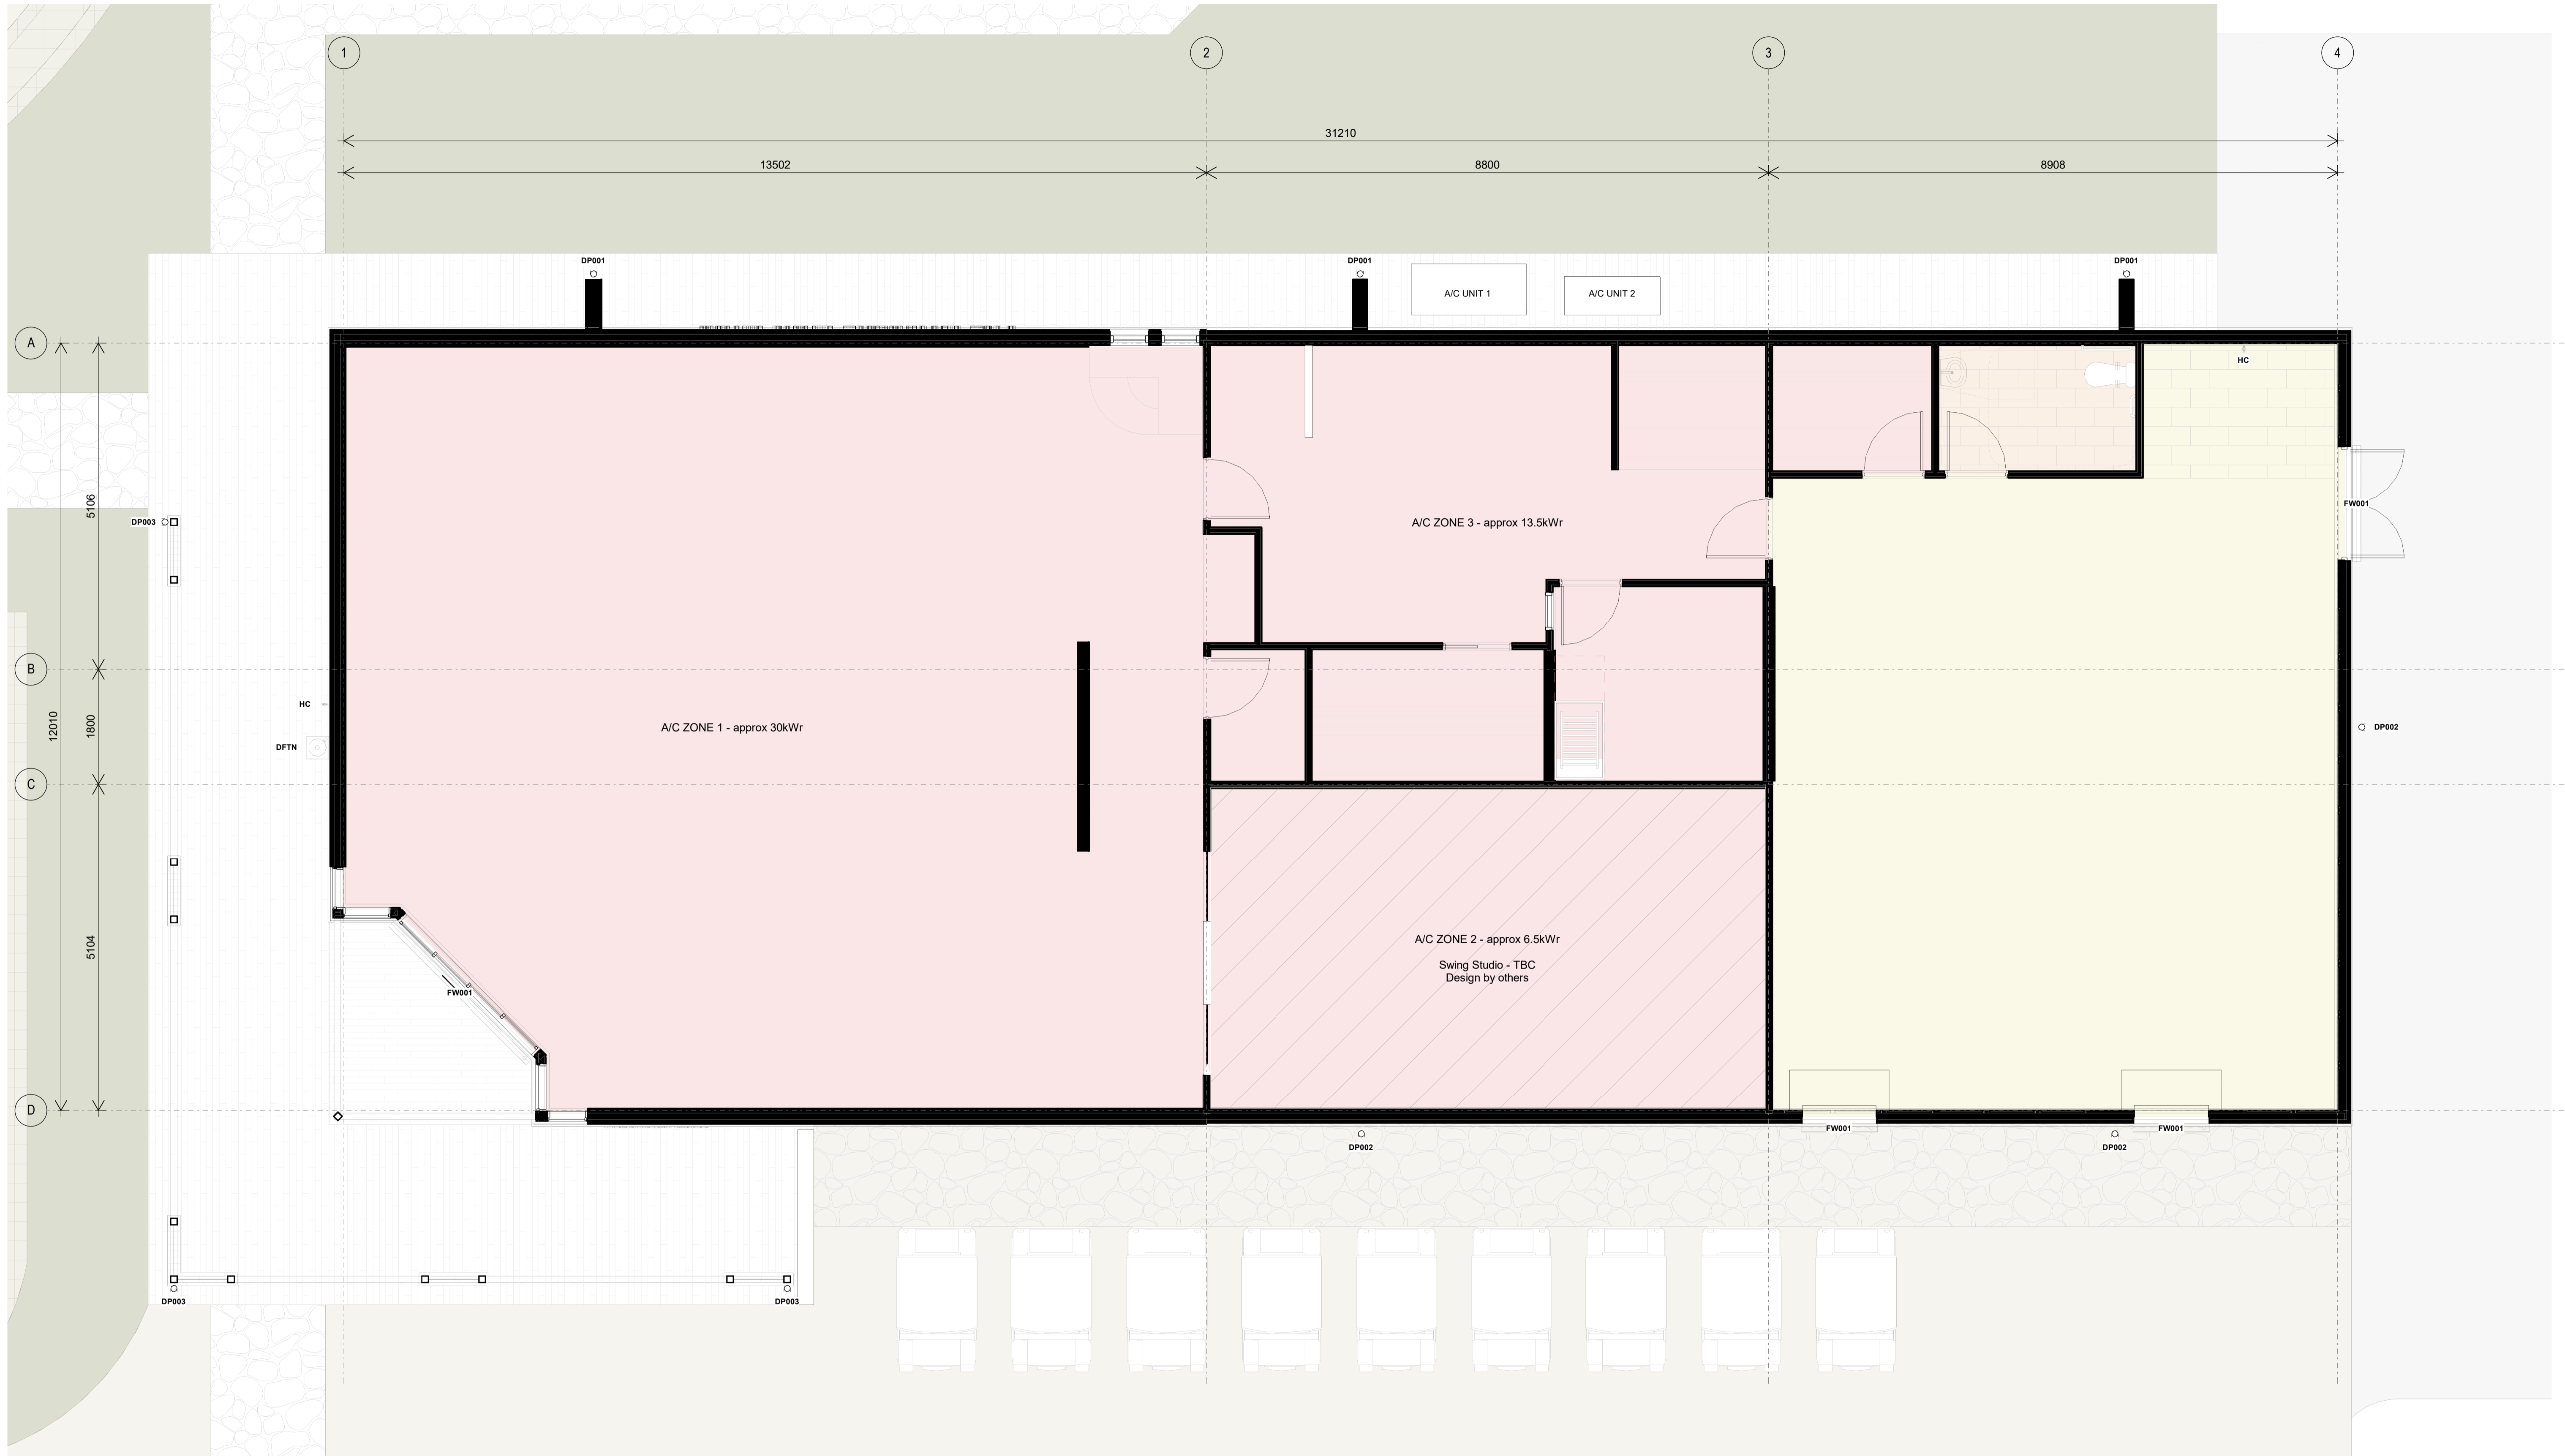 1
2
3
4
31210
13502
8800
8908
DP001
DP001
DP001
A/C UNIT 1
A/C UNIT 2
A
HC
5106
DP003
A/C ZONE 3 - approx 13.5kWr
FW001
B
HC
12010
1800
A/C ZONE 1 - approx 30kWr
DP002
DFTN
C
5104
A/C ZONE 2 - approx 6.5kWr
Swing Studio - TBC
Design by others
FW001
D
FW001
FW001
DP002
DP002
DP003
DP003